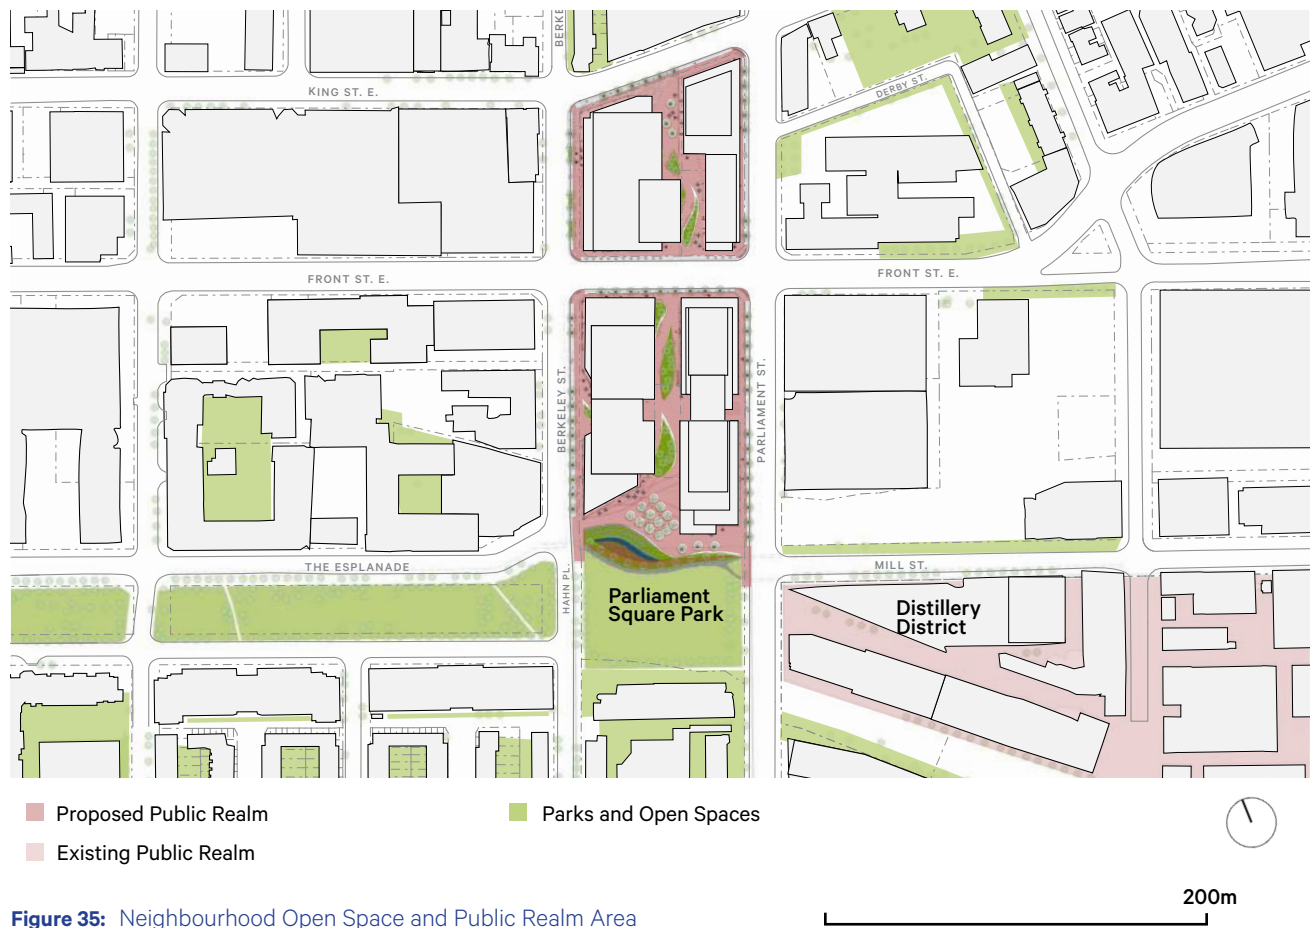 BERKE
KING ST. E.
DERBY ST.
FRONT ST. E.
FRONT ST. E.
BERKELEY ST.
PARLIAMENT ST.
THE ESPLANADE
HAHN PL.
MILL ST.
Parliament
Square Park
Distillery
District
Proposed Public Realm
Parks and Open Spaces
Existing Public Realm
200m
Figure 35: Neighbourhood Open Space and Public Realm Area